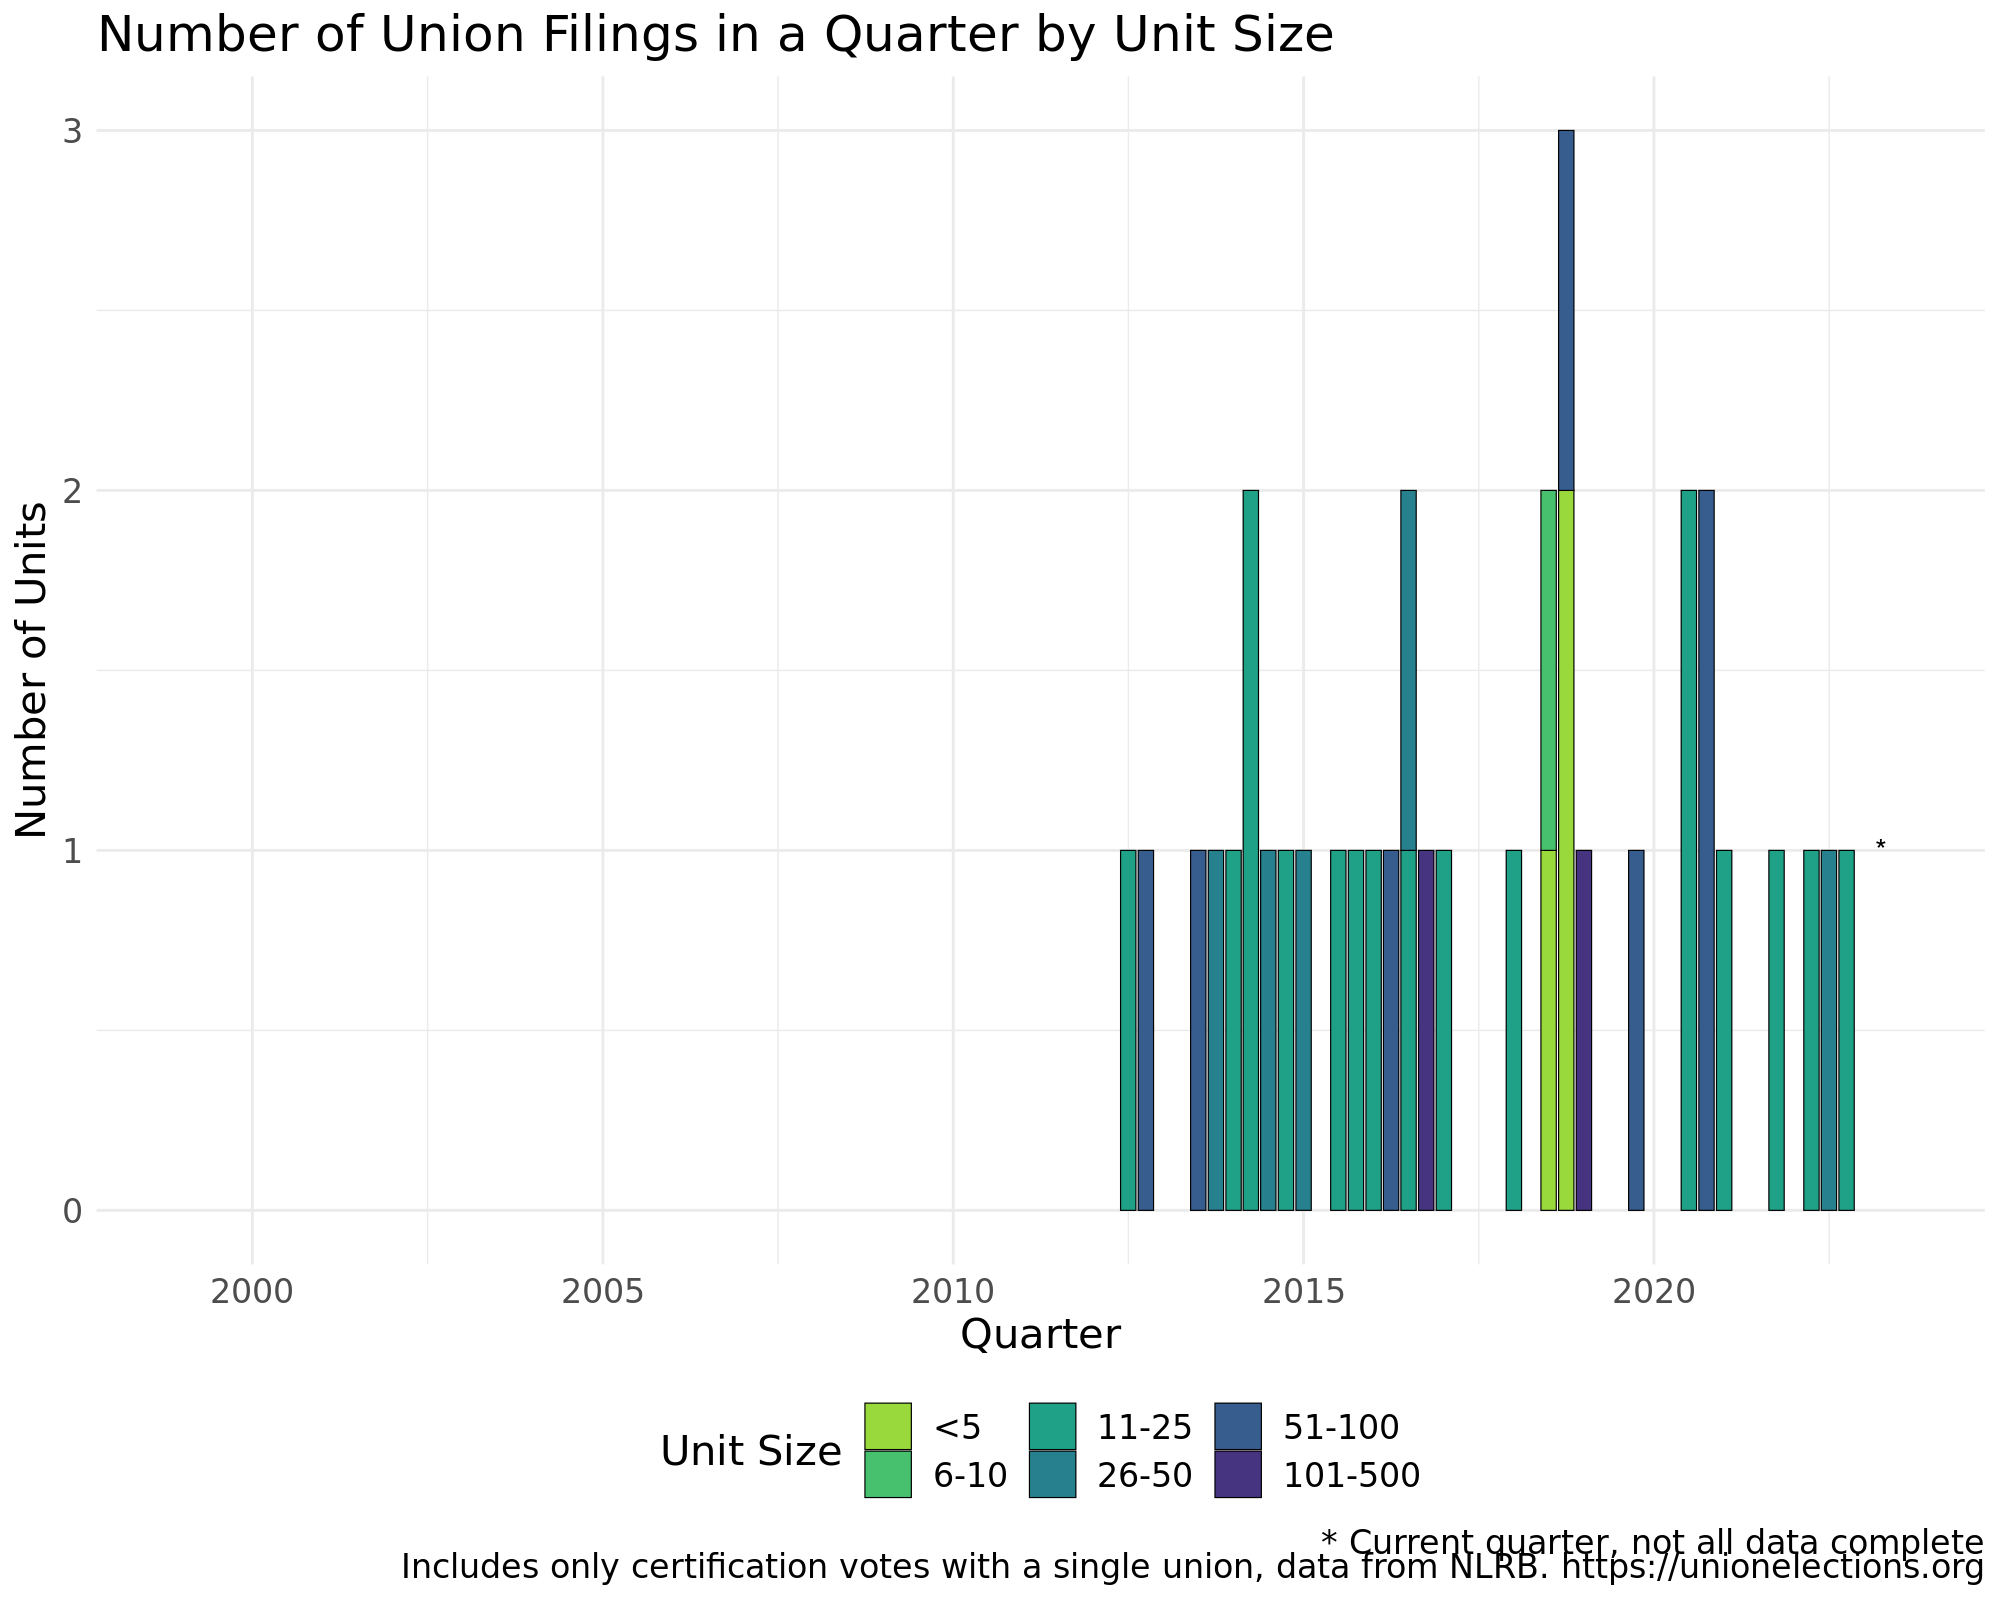 Number of Union Filings in a Quarter by Unit Size
Number of Units
3
2
1
0
*
2000 2005 2010 2015 2020
Quarter
Unit Size
<5 11-25 51-100
6-10 26-50 101-500
* Current quarter, not all data complete
Includes only certification votes with a single union, data from NLRB. https://unionelections.org